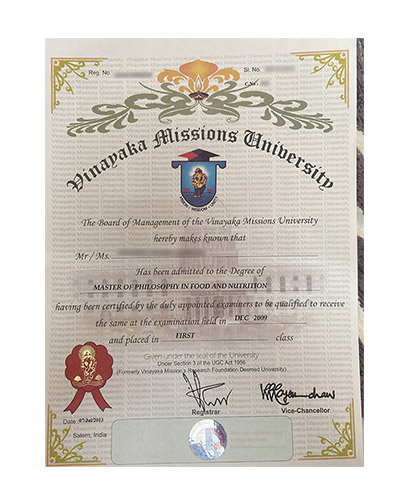 Reg. No
Sl. No.
Vinayaka Missions University
The Board of Management of the Vinayaka Missions University
hereby makes known that
Mr / Ms.
Has been admitted to the Degree of
MASTER OF PHILOSOPHY IN FOOD AND NUTRITION
having been certified by the duly appointed examiners to be qualified to receive
the same at the examination held in DEC 2009
and placed in FIRST class
Given under the seal of the University
Under Section 3 of the UGC Act 1956
(Formerly Vinayaka Mission's Research Foundation Deemed University)
Registrar
Vice-Chancellor
Salem, India